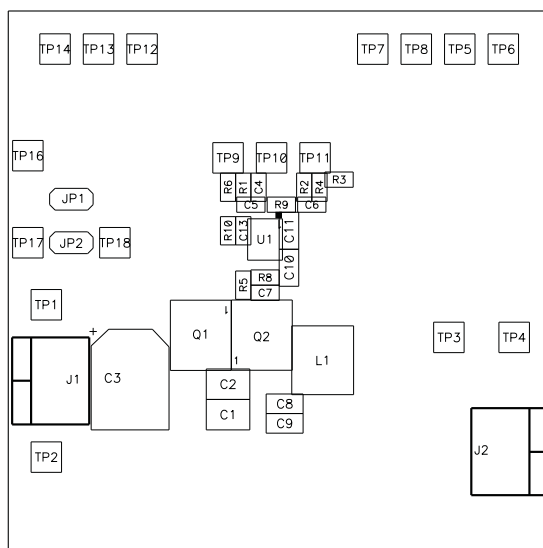 TP14 TP13 TP12 TP7 TP8 TP5 TP6
TP16 TP9 TP10 TP11
R6 R1 C4 R2 R4 R3
JP1 C5 R9 C6
TP17 JP2 TP18 R10 C13 U1 C11
C10
R5 R8
C7
TP1
1
Q1 Q2 TP3 TP4
+
1 L1
J1 C3 C2
C8
C1 C9
TP2 J2